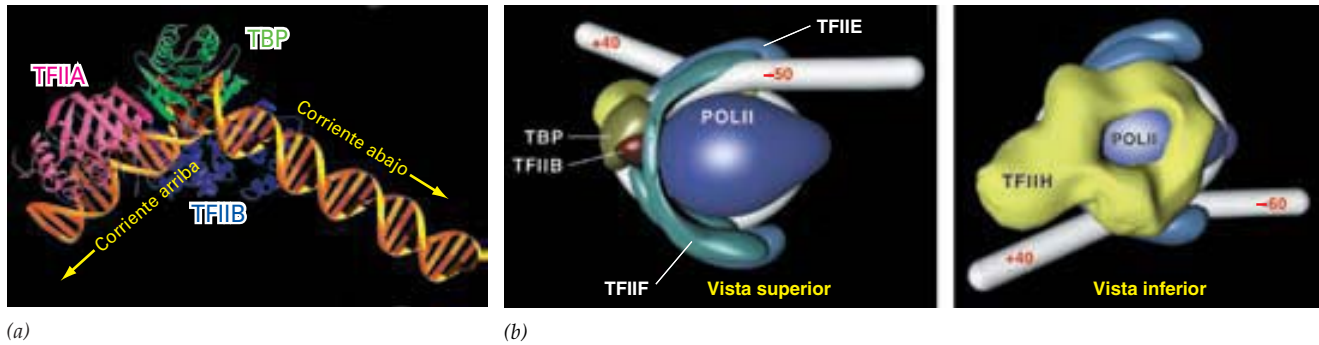 TBP
TFIIA
Corriente abajo
Corriente arriba
TFIIB
(a)
TFIIE
+40
–50
POLII
TBP
TFIIB
TFIIF
Vista superior
(b)
POLII
TFIIH
–60
+40
Vista inferior